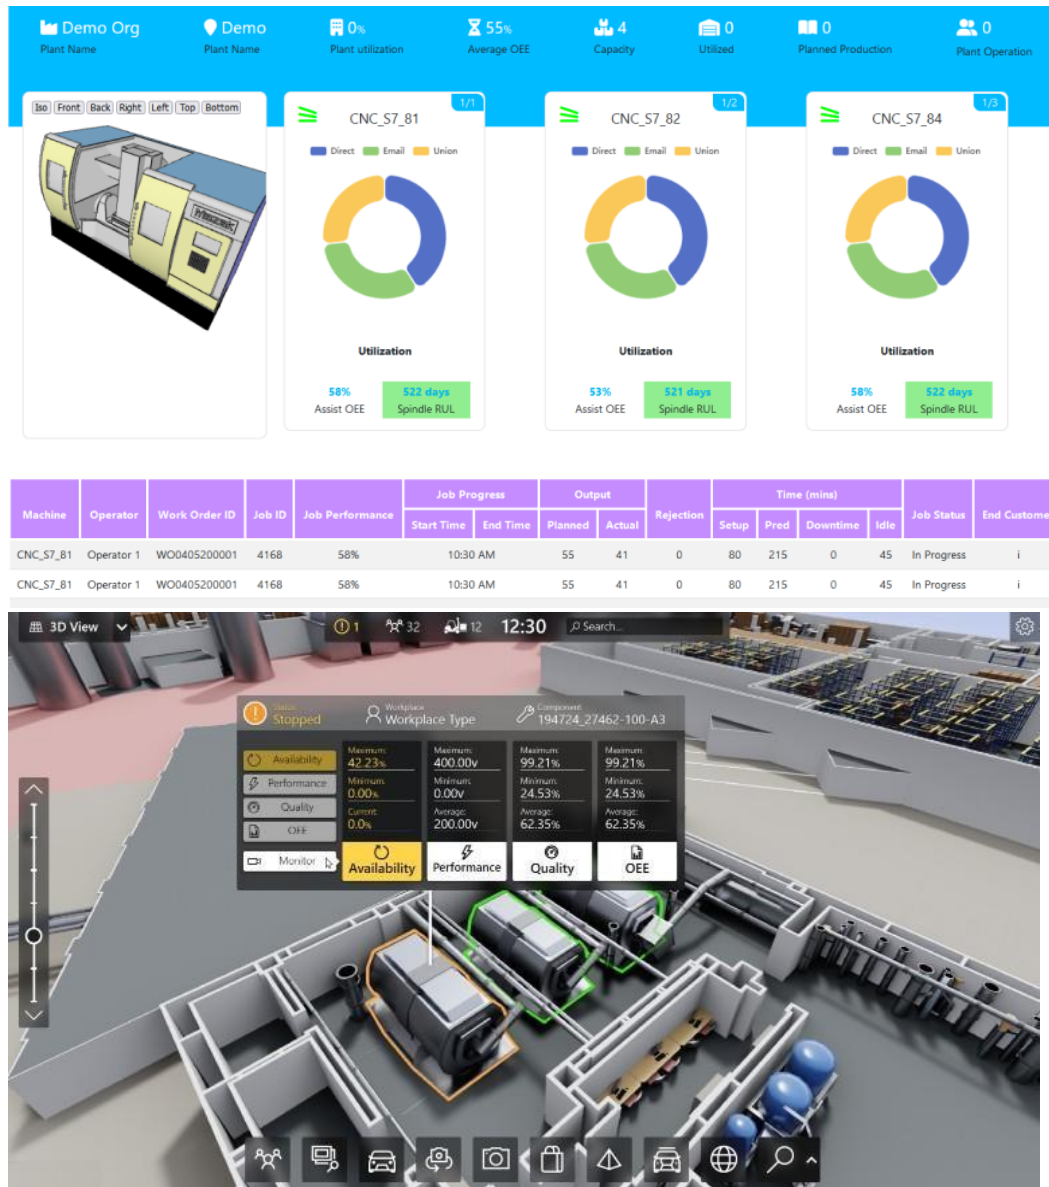 Demo Org
Plant Name
Demo
Plant Name
0%
Plant utilization
55%
Average OEE
4
Capacity
0
Utilized
0
Planned Production
0
Plant Operation
Iso Front Back Right Left Top Bottom
Mazak
1/1
CNC_S7_81
Direct Email Union
Utilization
58% 522 days
Assist OEE Spindle RUL
1/2
CNC_S7_82
Direct Email Union
Utilization
53% 521 days
Assist OEE Spindle RUL
1/3
CNC_S7_84
Direct Email Union
Utilization
58% 522 days
Assist OEE Spindle RUL
Machine Operator Work Order ID Job ID Job Performance Job Progress Output Rejection Time (mins) Job Status End Custome
Start Time End Time Planned Actual Setup Pred Downtime Idle
CNC_S7_81 Operator 1 WO0405200001 4168 58% 10:30 AM 55 41 0 80 215 0 45 In Progress i
CNC_S7_81 Operator 1 WO0405200001 4168 58% 10:30 AM 55 41 0 80 215 0 45 In Progress i
3D View 1 32 12 12:30 Search...
Status
Stopped
Workplace
Workplace Type
Component
194724_27462-100-A3
Availability
Performance
Quality
OEE
Monitor
Maximum:
42.23%
Minimum:
0.00%
Current:
0.0%
Availability
Maximum:
400.00v
Minimum:
0.00v
Average:
200.00v
Performance
Maximum:
99.21%
Minimum:
24.53%
Average:
62.35%
Quality
Maximum:
99.21%
Minimum:
24.53%
Average:
62.35%
OEE